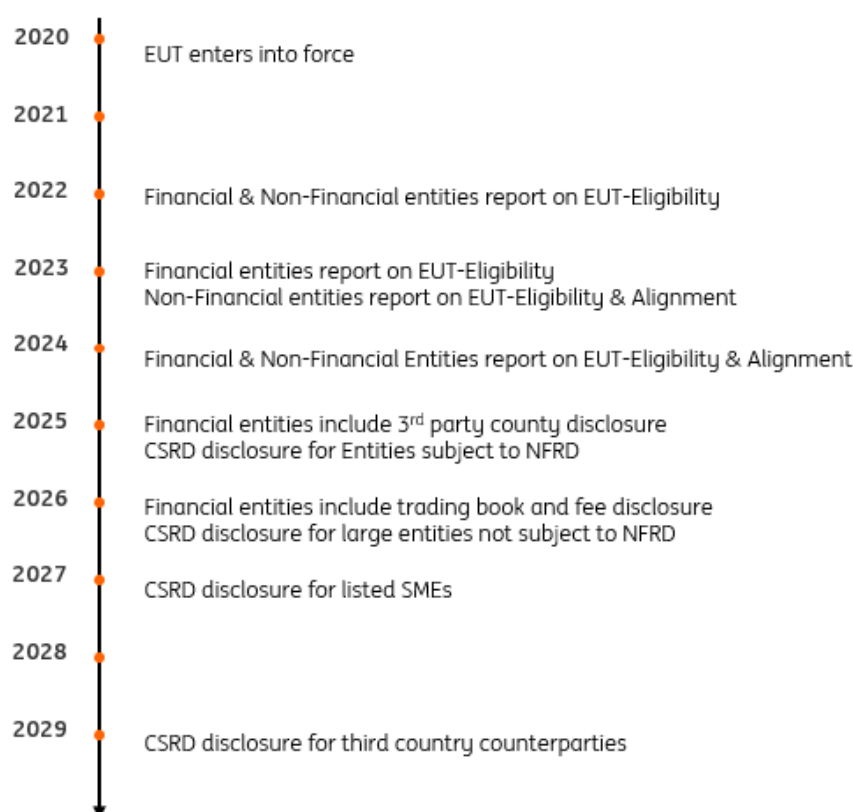 2020
EUT enters into force
2021
2022
Financial & Non-Financial entities report on EUT-Eligibility
2023
Financial entities report on EUT-Eligibility
Non-Financial entities report on EUT-Eligibility & Alignment
2024
Financial & Non-Financial Entities report on EUT-Eligibility & Alignment
2025
Financial entities include 3rd party county disclosure
CSRD disclosure for Entities subject to NFRD
2026
Financial entities include trading book and fee disclosure
CSRD disclosure for large entities not subject to NFRD
2027
CSRD disclosure for listed SMEs
2028
2029
CSRD disclosure for third country counterparties